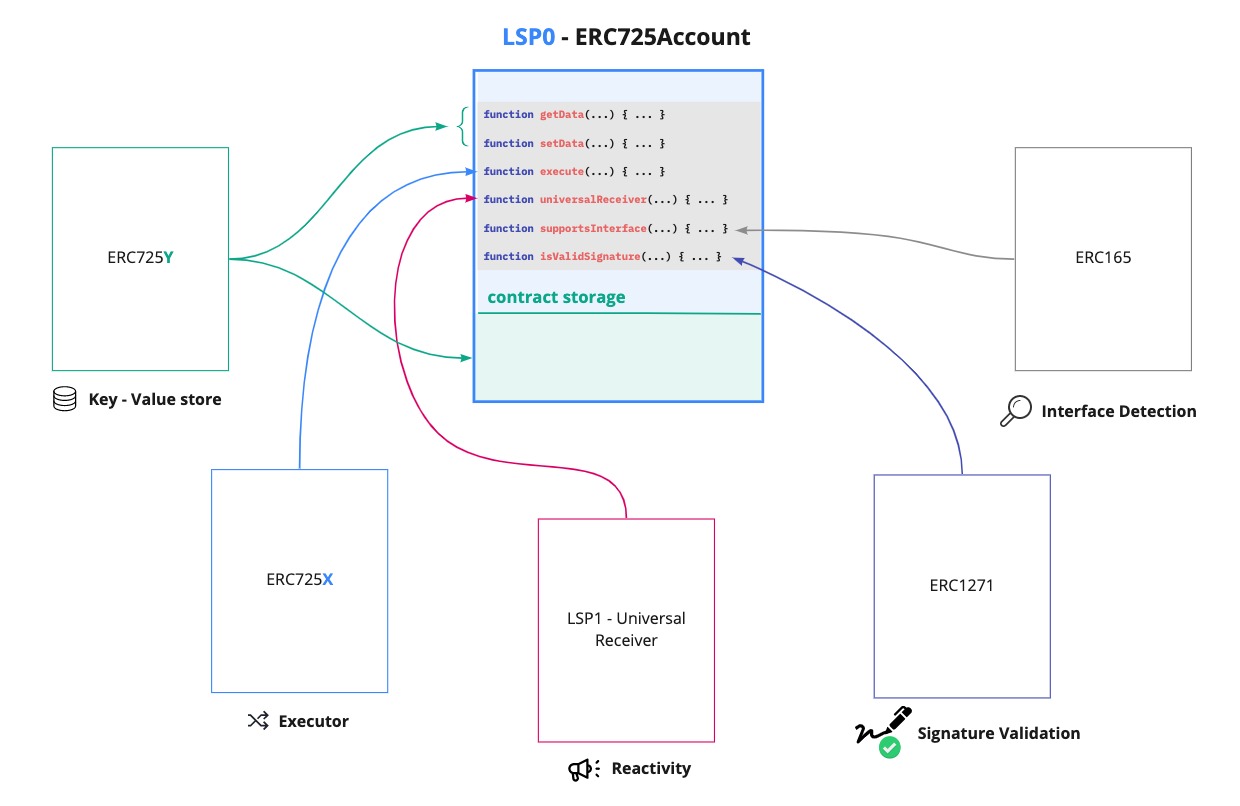 LSP0 - ERC725Account
function getData(...) { ... }
function setData(...) { ... }
function execute(...) { ... }
function universalReceiver(...) { ... }
function supportsInterface(...) { ... }
function isValidSignature(...) { ... }
contract storage
ERC725Y
Key - Value store
ERC165
Interface Detection
ERC725X
Executor
LSP1 - Universal
Receiver
Reactivity
ERC1271
Signature Validation